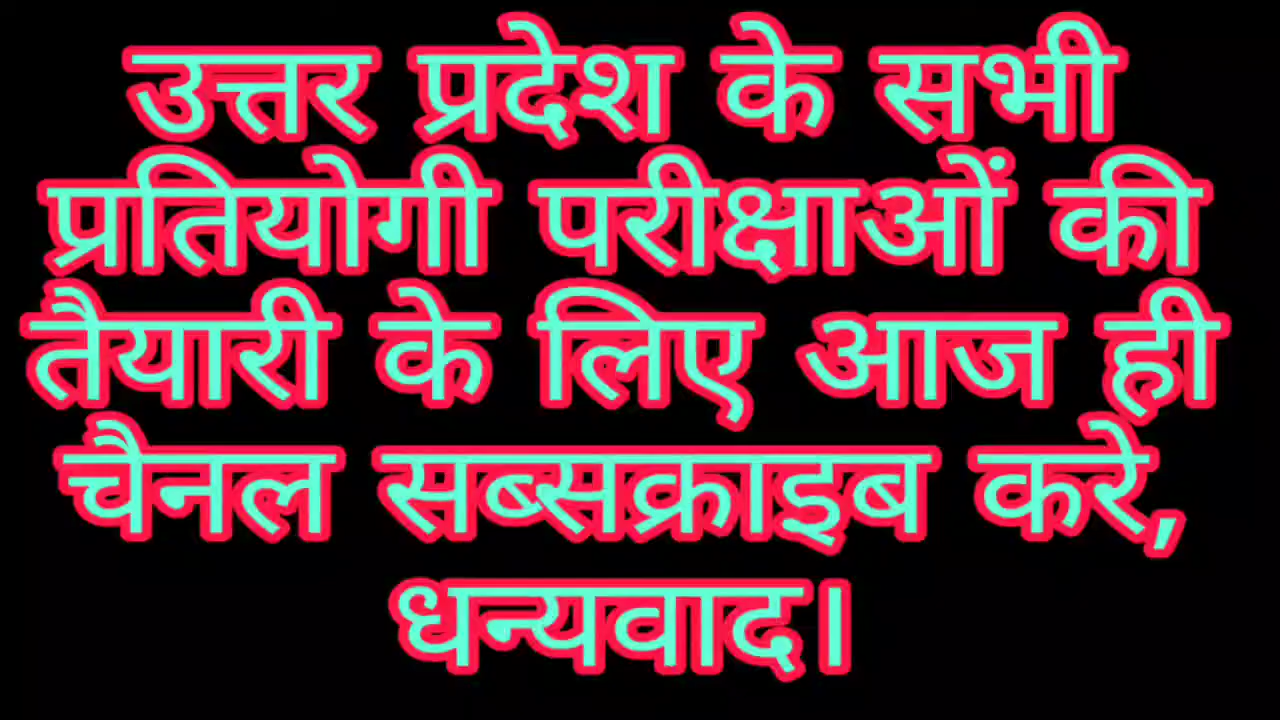 उत्तर प्रदेश के सभी
प्रतियोगी परीक्षाओं की
तैयारी के लिए आज ही
चैनल सब्सक्राइब करे,
धन्यवाद।